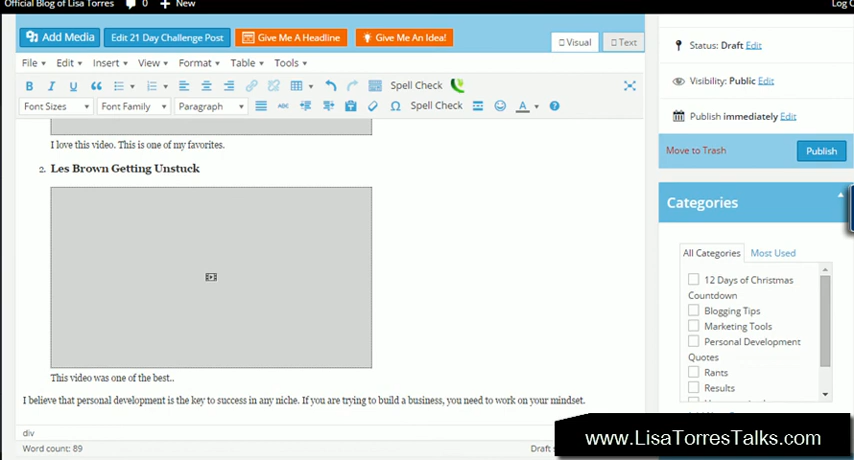 Official Blog of Lisa Torres 0 New Log
Add Media Edit 21 Day Challenge Post Give Me A Headline Give Me An Idea!
Visual Text
File Edit Insert View Format Table Tools
B I U Spell Check
Font Sizes Font Family Paragraph ABC Spell Check A
I love this video. This is one of my favorites.
2. Les Brown Getting Unstuck
This video was one of the best..
I believe that personal development is the key to success in any niche. If you are trying to build a business, you need to work on your mindset.
div
Word count: 89 Draft
Status: Draft Edit
Visibility: Public Edit
Publish immediately Edit
Move to Trash Publish
Categories
All Categories Most Used
12 Days of Christmas
Countdown
Blogging Tips
Marketing Tools
Personal Development
Quotes
Rants
Results
www.LisaTorresTalks.com